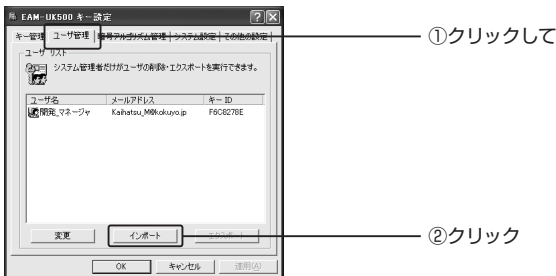 EAM-UK500 キー設定
キー管理 ユーザ管理 暗号アルゴリズム管理 システム設定 その他の設定
①クリックして
ユーザ リスト
システム管理者だけがユーザの削除・エクスポートを実行できます。
ユーザ名 メールアドレス キー ID
開発_マネージャ Kaihatsu_M@kokuyo.jp F6C8278E
変更 インポート エクスポート
②クリック
OK キャンセル 適用(A)